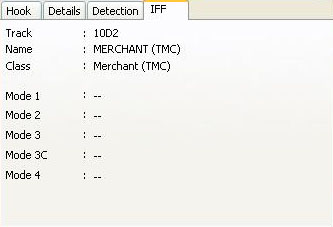 Hook Details Detection IFF
Track : 10D2
Name : MERCHANT (TMC)
Class : Merchant (TMC)
Mode 1 : --
Mode 2 : --
Mode 3 : --
Mode 3C : --
Mode 4 : --